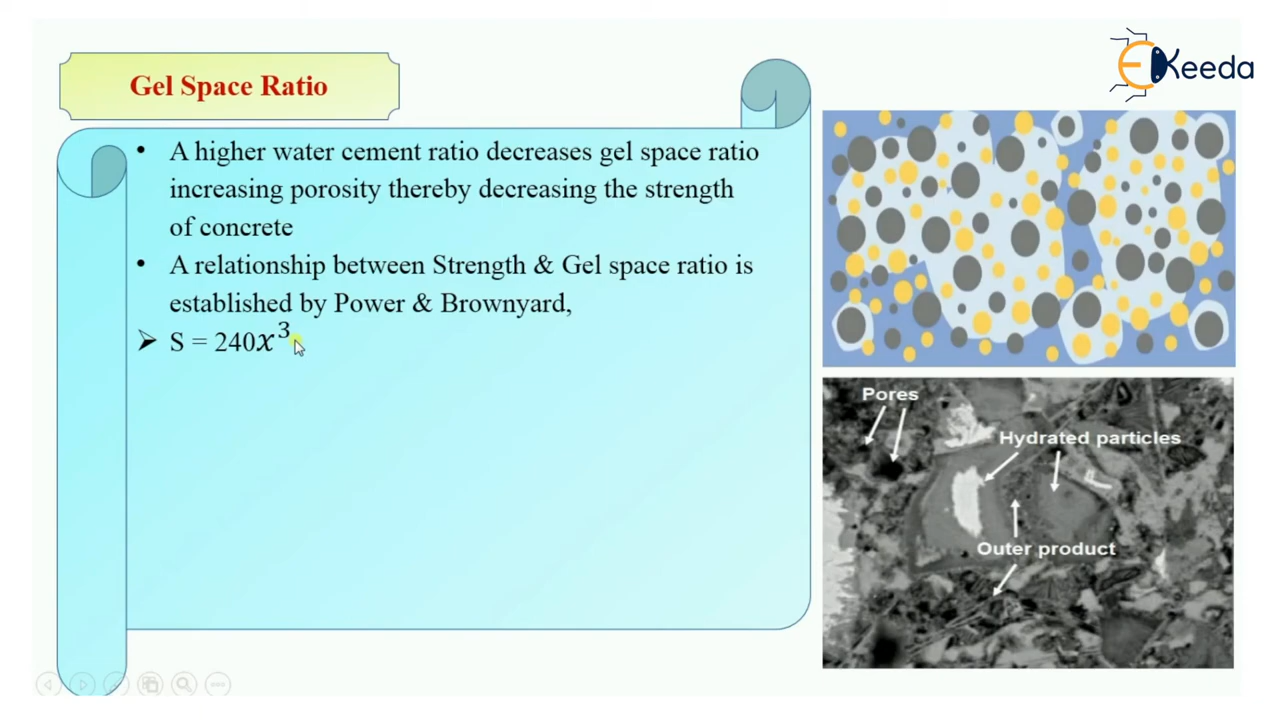 Keeda
Gel Space Ratio
• A higher water cement ratio decreases gel space ratio
increasing porosity thereby decreasing the strength
of concrete
• A relationship between Strength & Gel space ratio is
established by Power & Brownyard,
➢ S = 240x³
Pores
Hydrated particles
Outer product